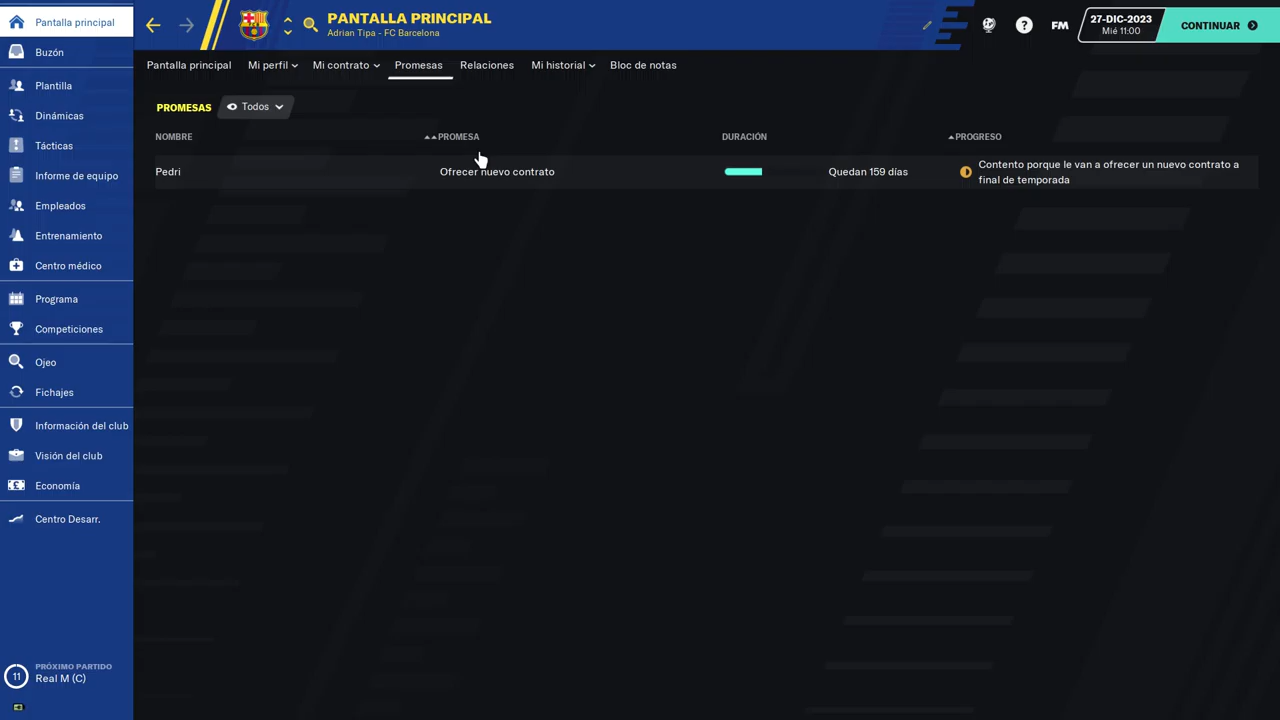 Pantalla principal
PANTALLA PRINCIPAL
Adrian Tipa - FC Barcelona
FM
27-DIC-2023
Mié 11:00
CONTINUAR
Pantalla principal
Mi perfil
Mi contrato
Promesas
Relaciones
Mi historial
Bloc de notas
PROMESAS
Todos
NOMBRE
PROMESA
DURACIÓN
PROGRESO
Pedri
Ofrecer nuevo contrato
Quedan 159 días
Contento porque le van a ofrecer un nuevo contrato a
final de temporada
Buzón
Plantilla
Dinámicas
Tácticas
Informe de equipo
Empleados
Entrenamiento
Centro médico
Programa
Competiciones
Ojeo
Fichajes
Información del club
Visión del club
Economía
Centro Desarr.
11
PRÓXIMO PARTIDO
Real M (C)